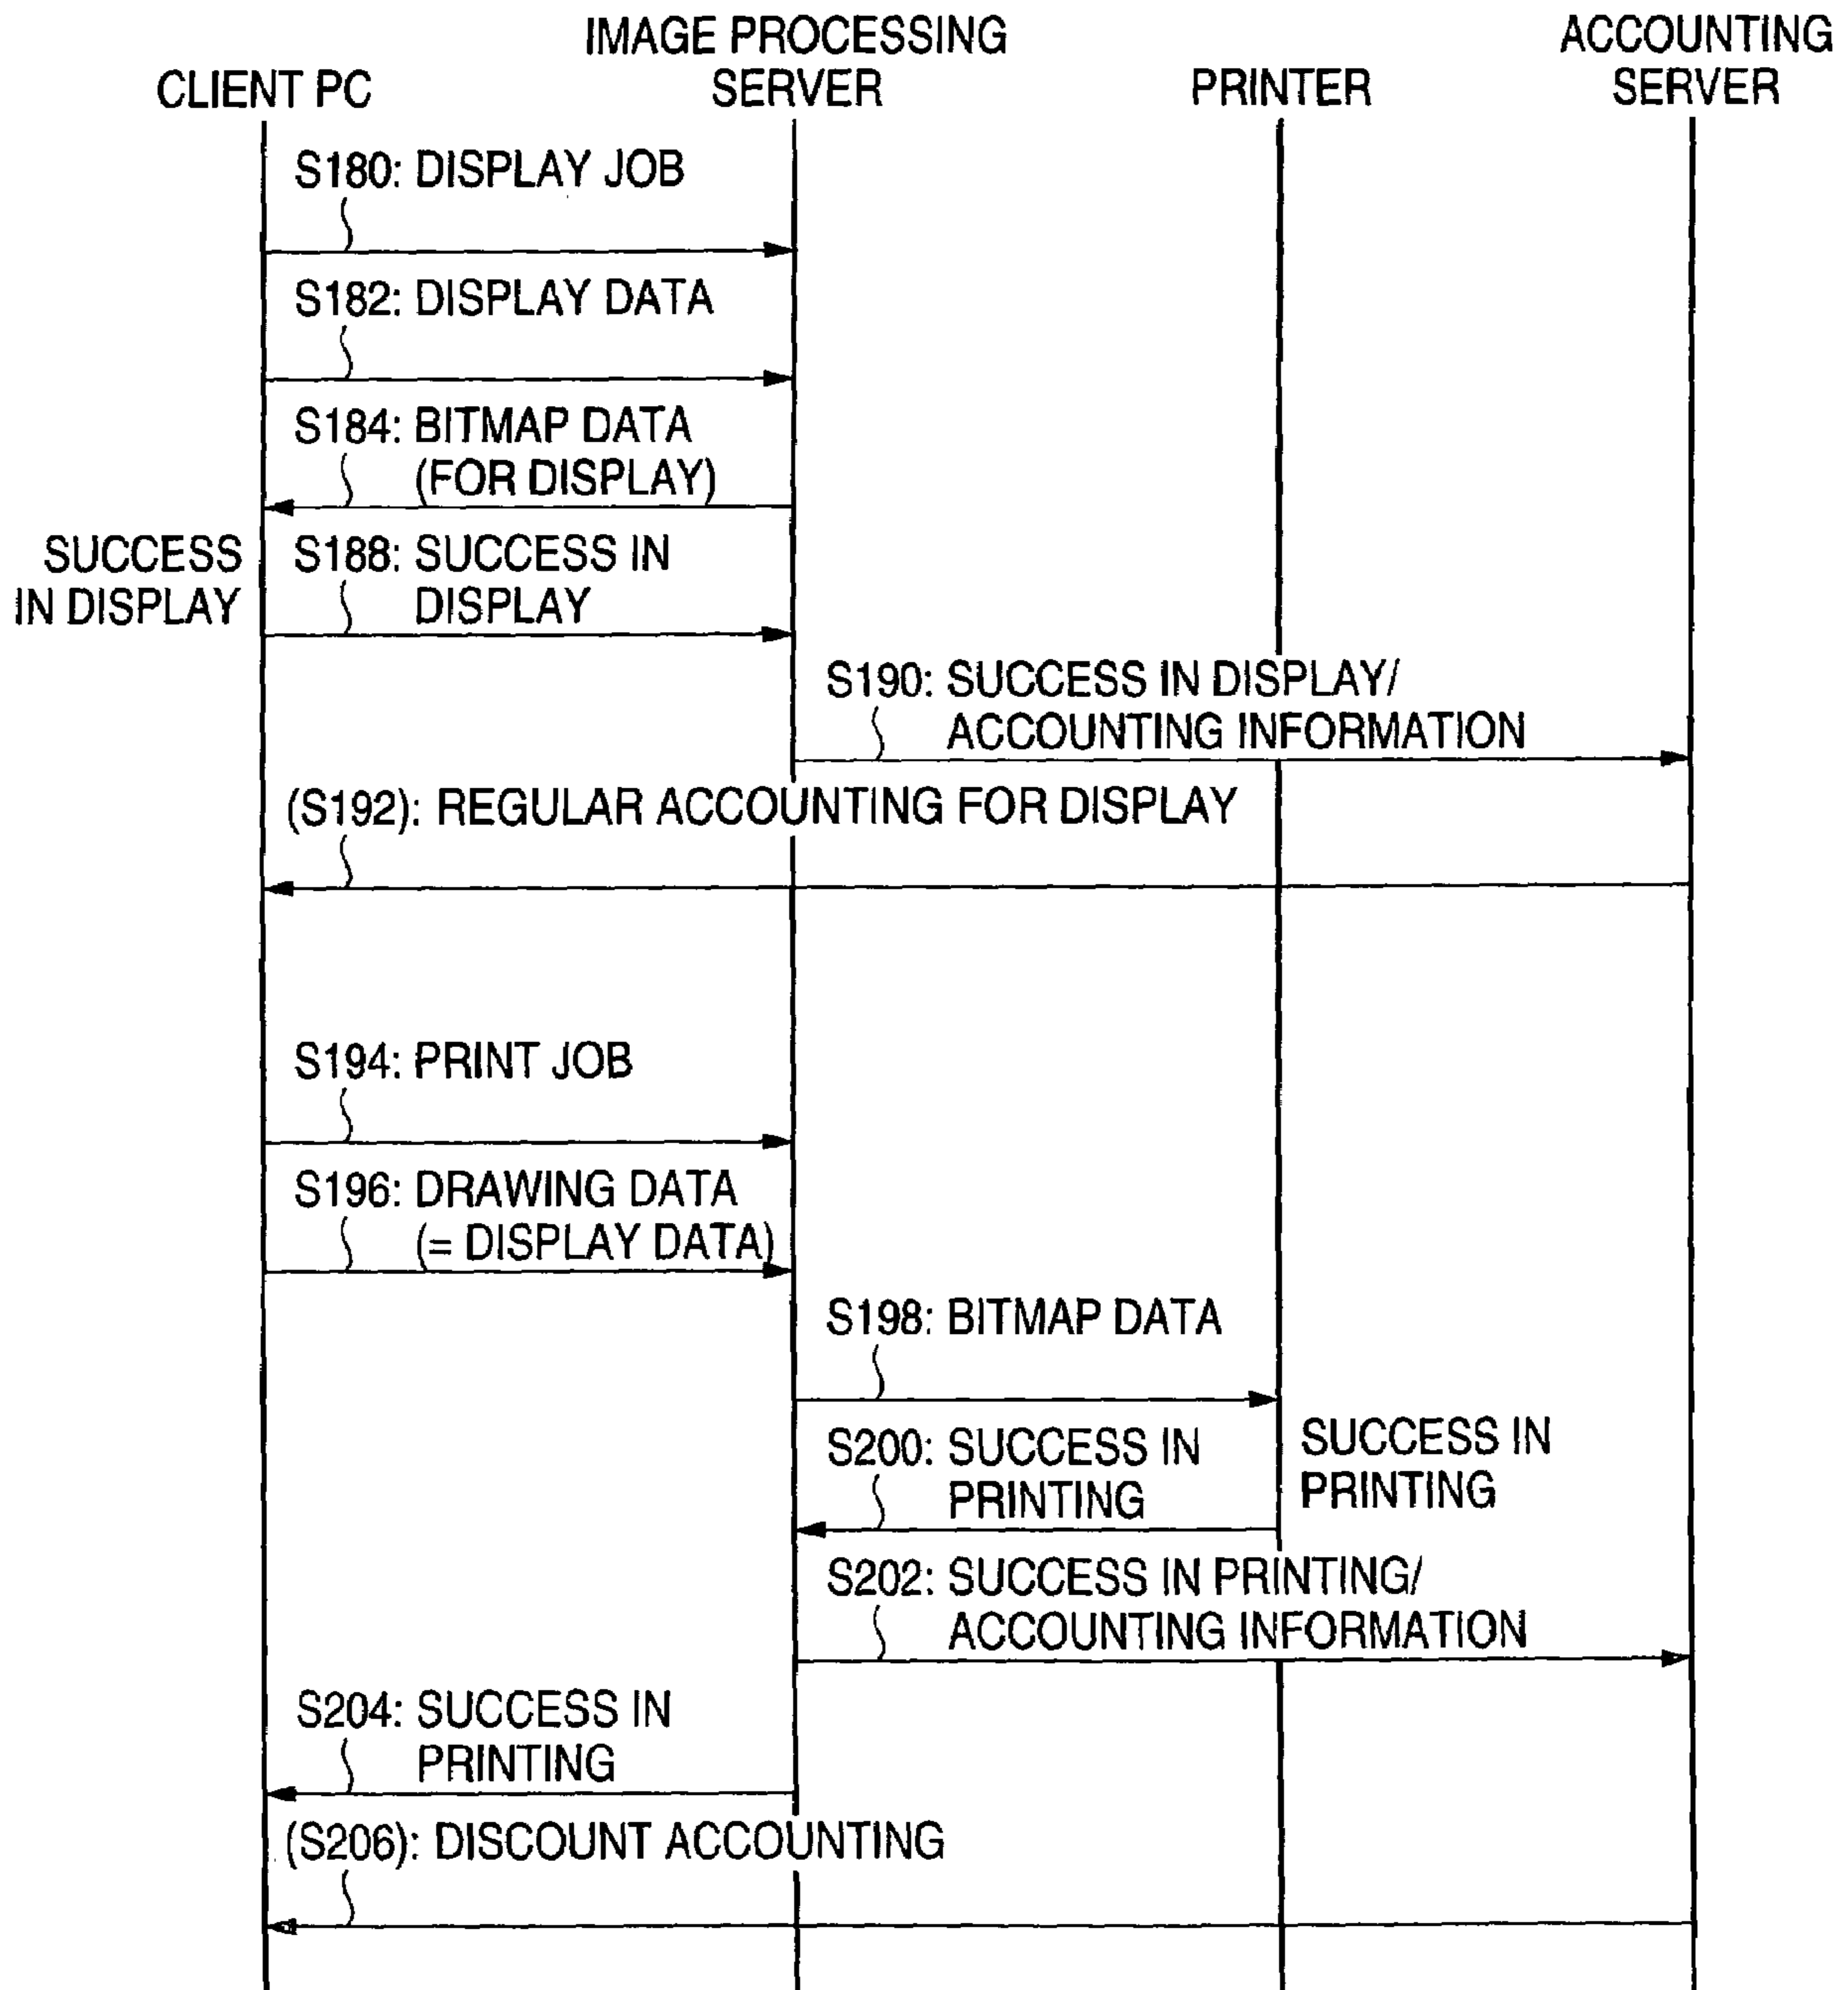 IMAGE PROCESSING
SERVER
ACCOUNTING
SERVER
CLIENT PC
PRINTER
S180: DISPLAY JOB
S182: DISPLAY DATA
S184: BITMAP DATA
(FOR DISPLAY)
SUCCESS
IN DISPLAY
S188: SUCCESS IN
DISPLAY
S190: SUCCESS IN DISPLAY/
ACCOUNTING INFORMATION
(S192): REGULAR ACCOUNTING FOR DISPLAY
S194: PRINT JOB
S196: DRAWING DATA
(= DISPLAY DATA)
S198: BITMAP DATA
S200: SUCCESS IN
PRINTING
SUCCESS IN
PRINTING
S202: SUCCESS IN PRINTING/
ACCOUNTING INFORMATION
S204: SUCCESS IN
PRINTING
(S206): DISCOUNT ACCOUNTING